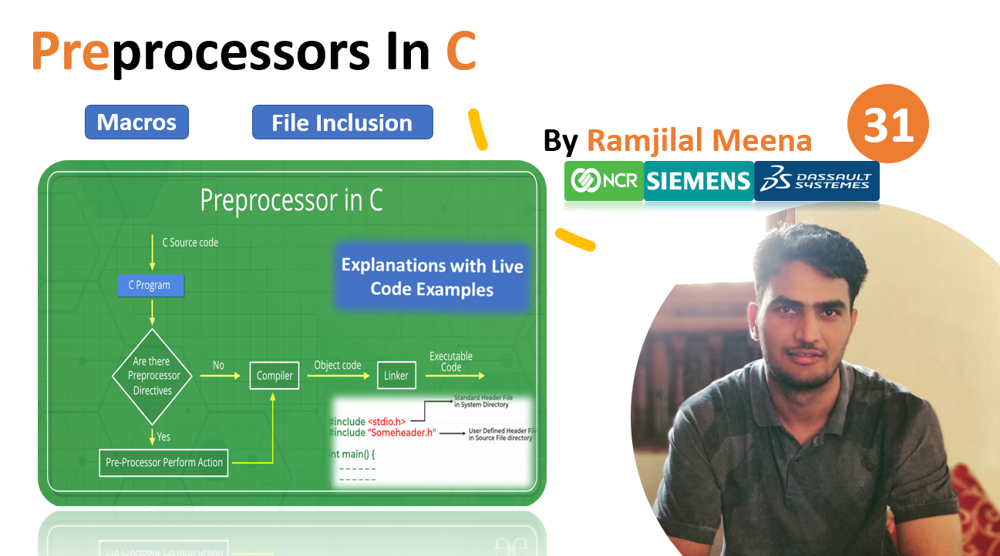 Preprocessors In C
Macros
File Inclusion
By Ramjilal Meena
31
NCR
SIEMENS
DASSAULT
SYSTEMES
Preprocessor in C
C Source code
C Program
Explanations with Live
Code Examples
Are there
Preprocessor
Directives
No
Compiler
Object code
Linker
Executable
Code
Yes
Pre-Processor Perform Action
Standard Header File
in System Directory
#include <stdio.h>
#include "Someheader.h"
User Defined Header File
in Source File directory
int main() {